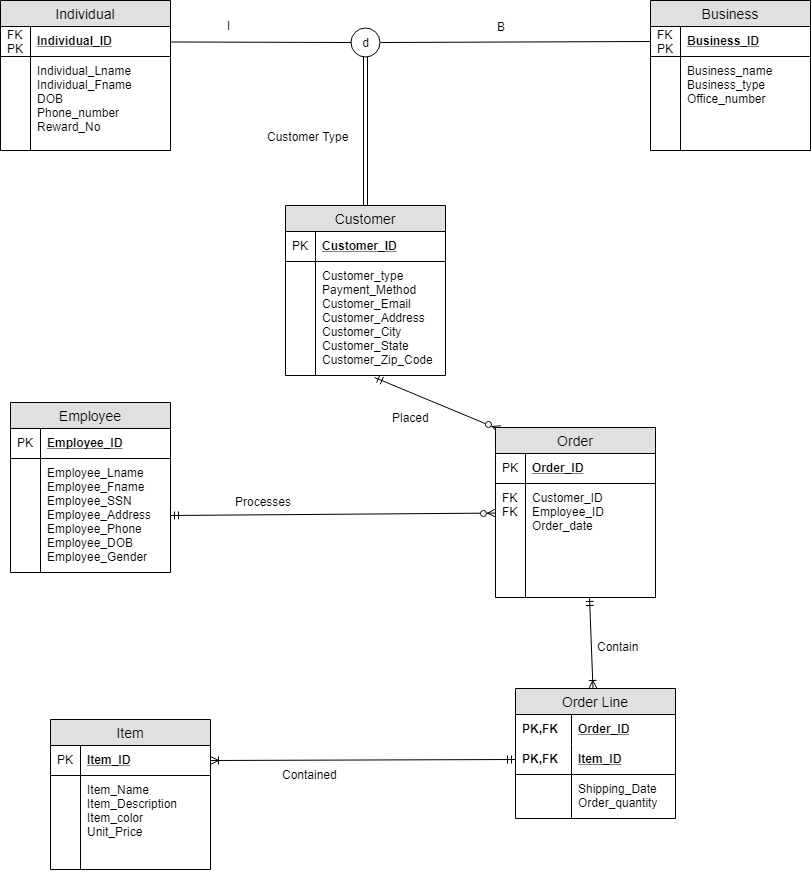 Individual
FK
PK
Individual_ID
Individual_Lname
Individual_Fname
DOB
Phone_number
Reward_No
I
d
B
Business
FK
PK
Business_ID
Business_name
Business_type
Office_number
Customer Type
Customer
PK
Customer_ID
Customer_type
Payment_Method
Customer_Email
Customer_Address
Customer_City
Customer_State
Customer_Zip_Code
Placed
Employee
PK
Employee_ID
Employee_Lname
Employee_Fname
Employee_SSN
Employee_Address
Employee_Phone
Employee_DOB
Employee_Gender
Processes
Order
PK
Order_ID
FK
Customer_ID
FK
Employee_ID
Order_date
Contain
Order Line
PK,FK
Order_ID
PK,FK
Item_ID
Shipping_Date
Order_quantity
Contained
Item
PK
Item_ID
Item_Name
Item_Description
Item_color
Unit_Price